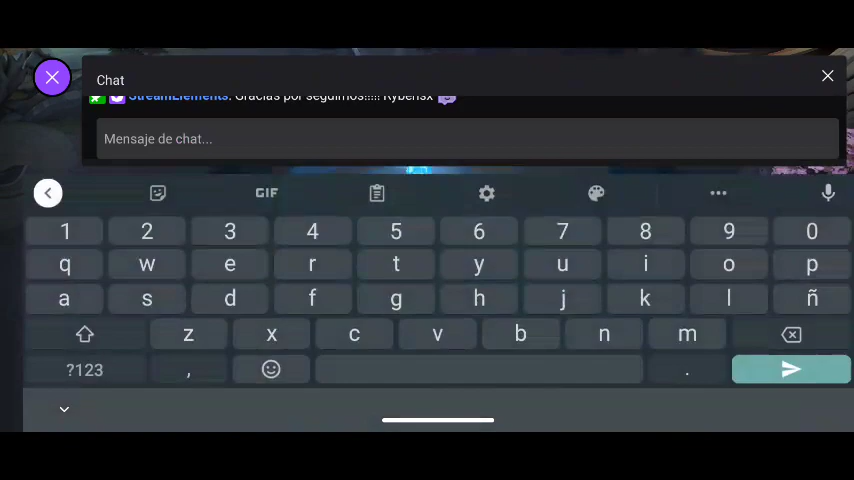 Chat
StreamElements: Gracias por seguirnos!!!!! Rybensx
Mensaje de chat...
GIF
1 2 3 4 5 6 7 8 9 0
q w e r t y u i o p
a s d f g h j k l ñ
z x c v b n m
?123 , .